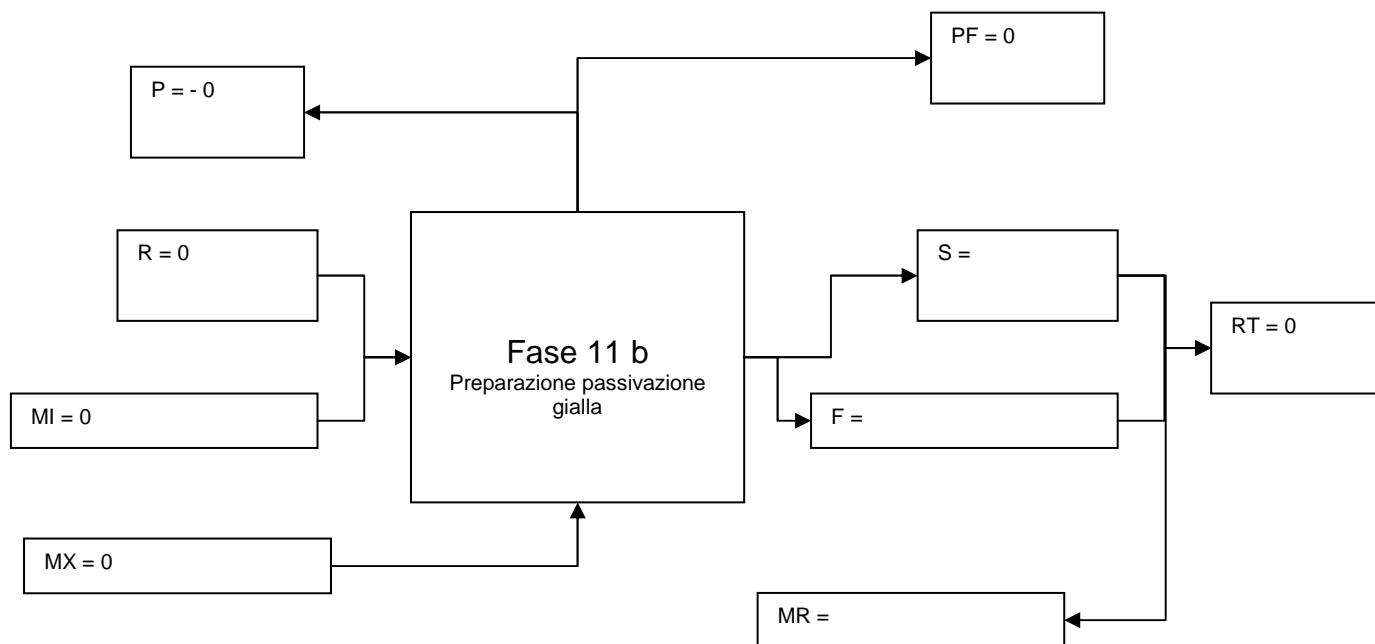 PF = 0
P = - 0
R = 0
S =
RT = 0
Fase 11 b
Preparazione passivazione
gialla
MI = 0
F =
MX = 0
MR =